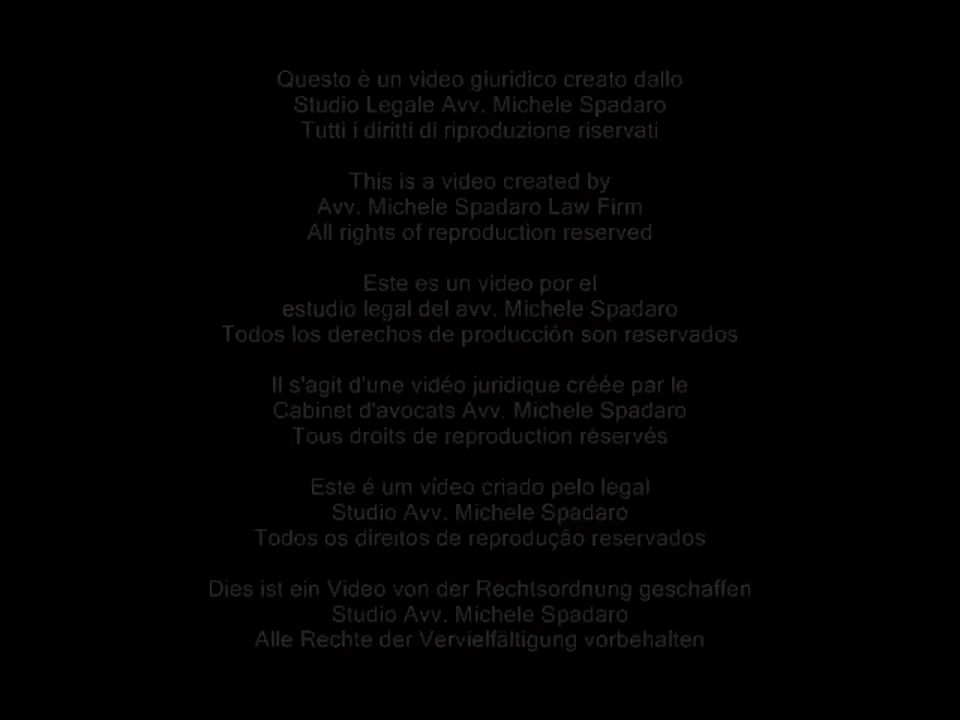 Questo è un video giuridico creato dallo
Studio Legale Avv. Michele Spadaro
Tutti i diritti di riproduzione riservati
This is a video created by
Avv. Michele Spadaro Law Firm
All rights of reproduction reserved
Este es un video por el
estudio legal del avv. Michele Spadaro
Todos los derechos de producción son reservados
Il s'agit d'une vidéo juridique créée par le
Cabinet d'avocats Avv. Michele Spadaro
Tous droits de reproduction réservés
Este é um vídeo criado pelo legal
Studio Avv. Michele Spadaro
Todos os direitos de reprodução reservados
Dies ist ein Video von der Rechtsordnung geschaffen
Studio Avv. Michele Spadaro
Alle Rechte der Vervielfältigung vorbehalten